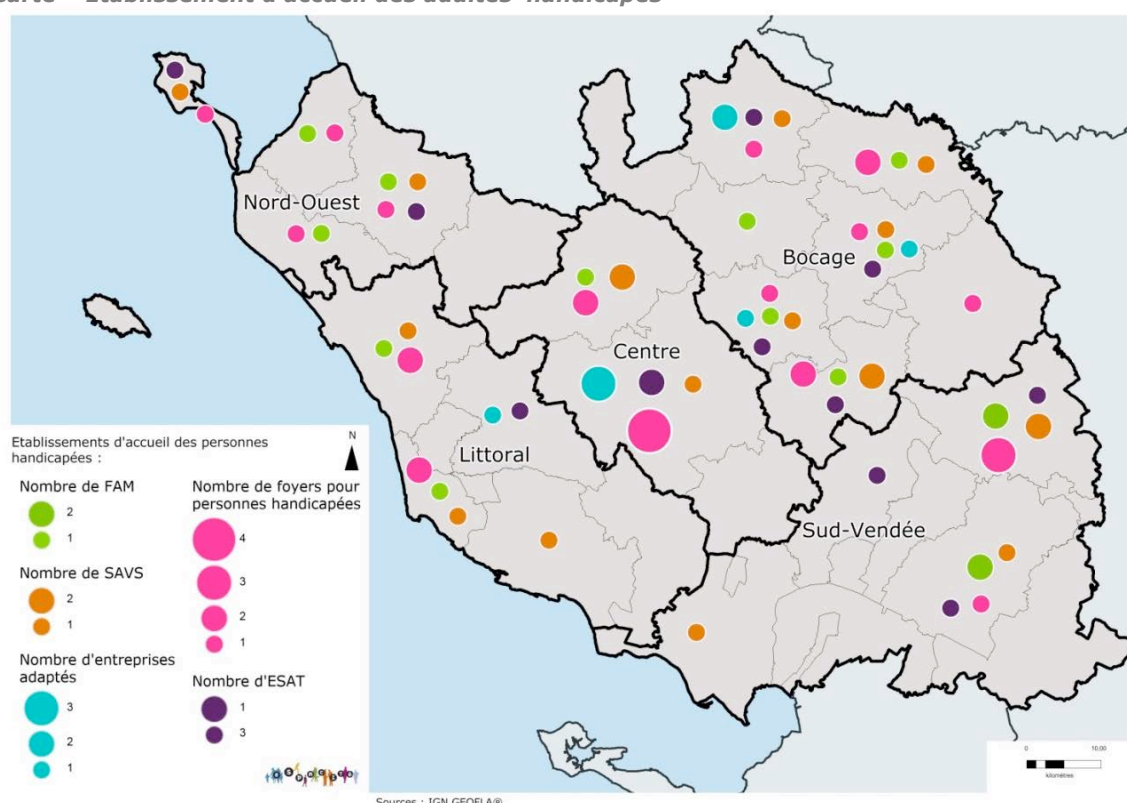 Etablissement d'accueil des adultes handicapés
Nord-Ouest
Bocage
Centre
Littoral
Sud-Vendée
Etablissements d'accueil des personnes
handicapées :
N
Nombre de FAM
2
1
Nombre de SAVS
2
1
Nombre d'entreprises
adaptés
3
2
1
Nombre de foyers pour
personnes handicapées
4
3
2
1
Nombre d'ESAT
1
3
0
10,00
kilomètres
Sources : IGN GEOFLA®